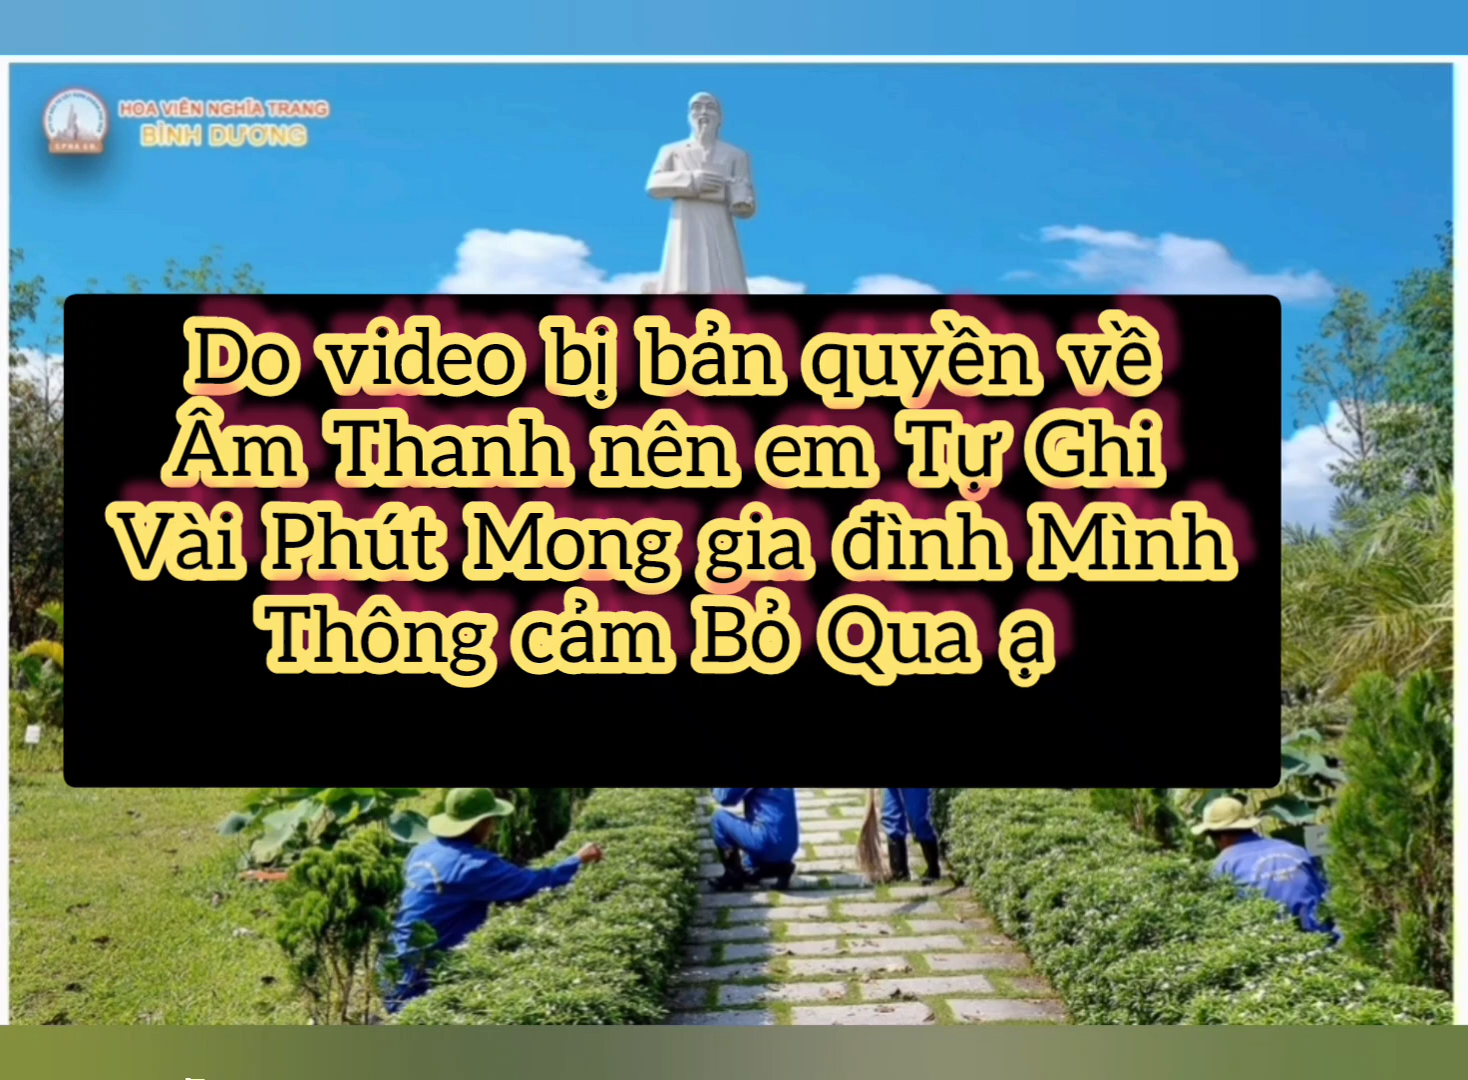 HOA VIÊN NGHĨA TRANG
BÌNH DƯƠNG
Do video bị bản quyền về
Âm Thanh nên em Tự Ghi
Vài Phút Mong gia đình Mình
Thông cảm Bỏ Qua ạ